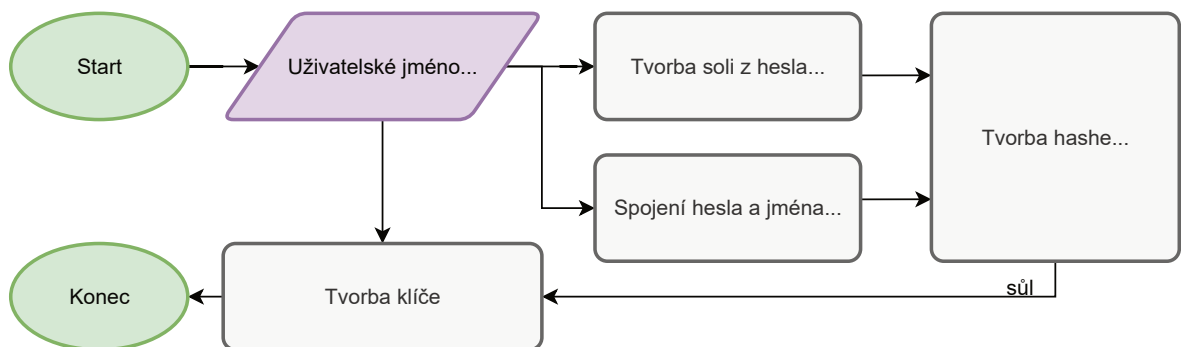 Start
Uživatelské jméno...
Tvorba soli z hesla...
Tvorba hashe...
Spojení hesla a jména...
Konec
Tvorba klíče
sůl